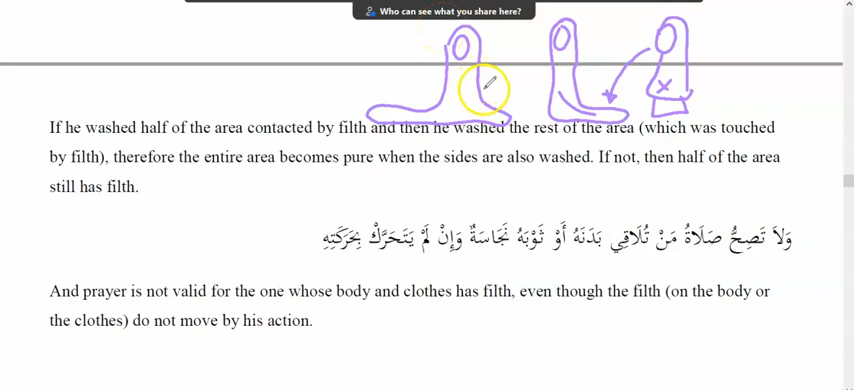 Who can see what you share here?
If he washed half of the area contacted by filth and then he washed the rest of the area (which was touched
by filth), therefore the entire area becomes pure when the sides are also washed. If not, then half of the area
still has filth.
وَلاَ تَصِحُّ صَلَاةُ مَنْ تُلَاقِي بَدَنَهُ أَوْ ثَوْبَهُ نَجَاسَةٌ وَإِنْ لَمْ يَتَحَرَّكْ بِحَرَكَتِهِ
And prayer is not valid for the one whose body and clothes has filth, even though the filth (on the body or
the clothes) do not move by his action.